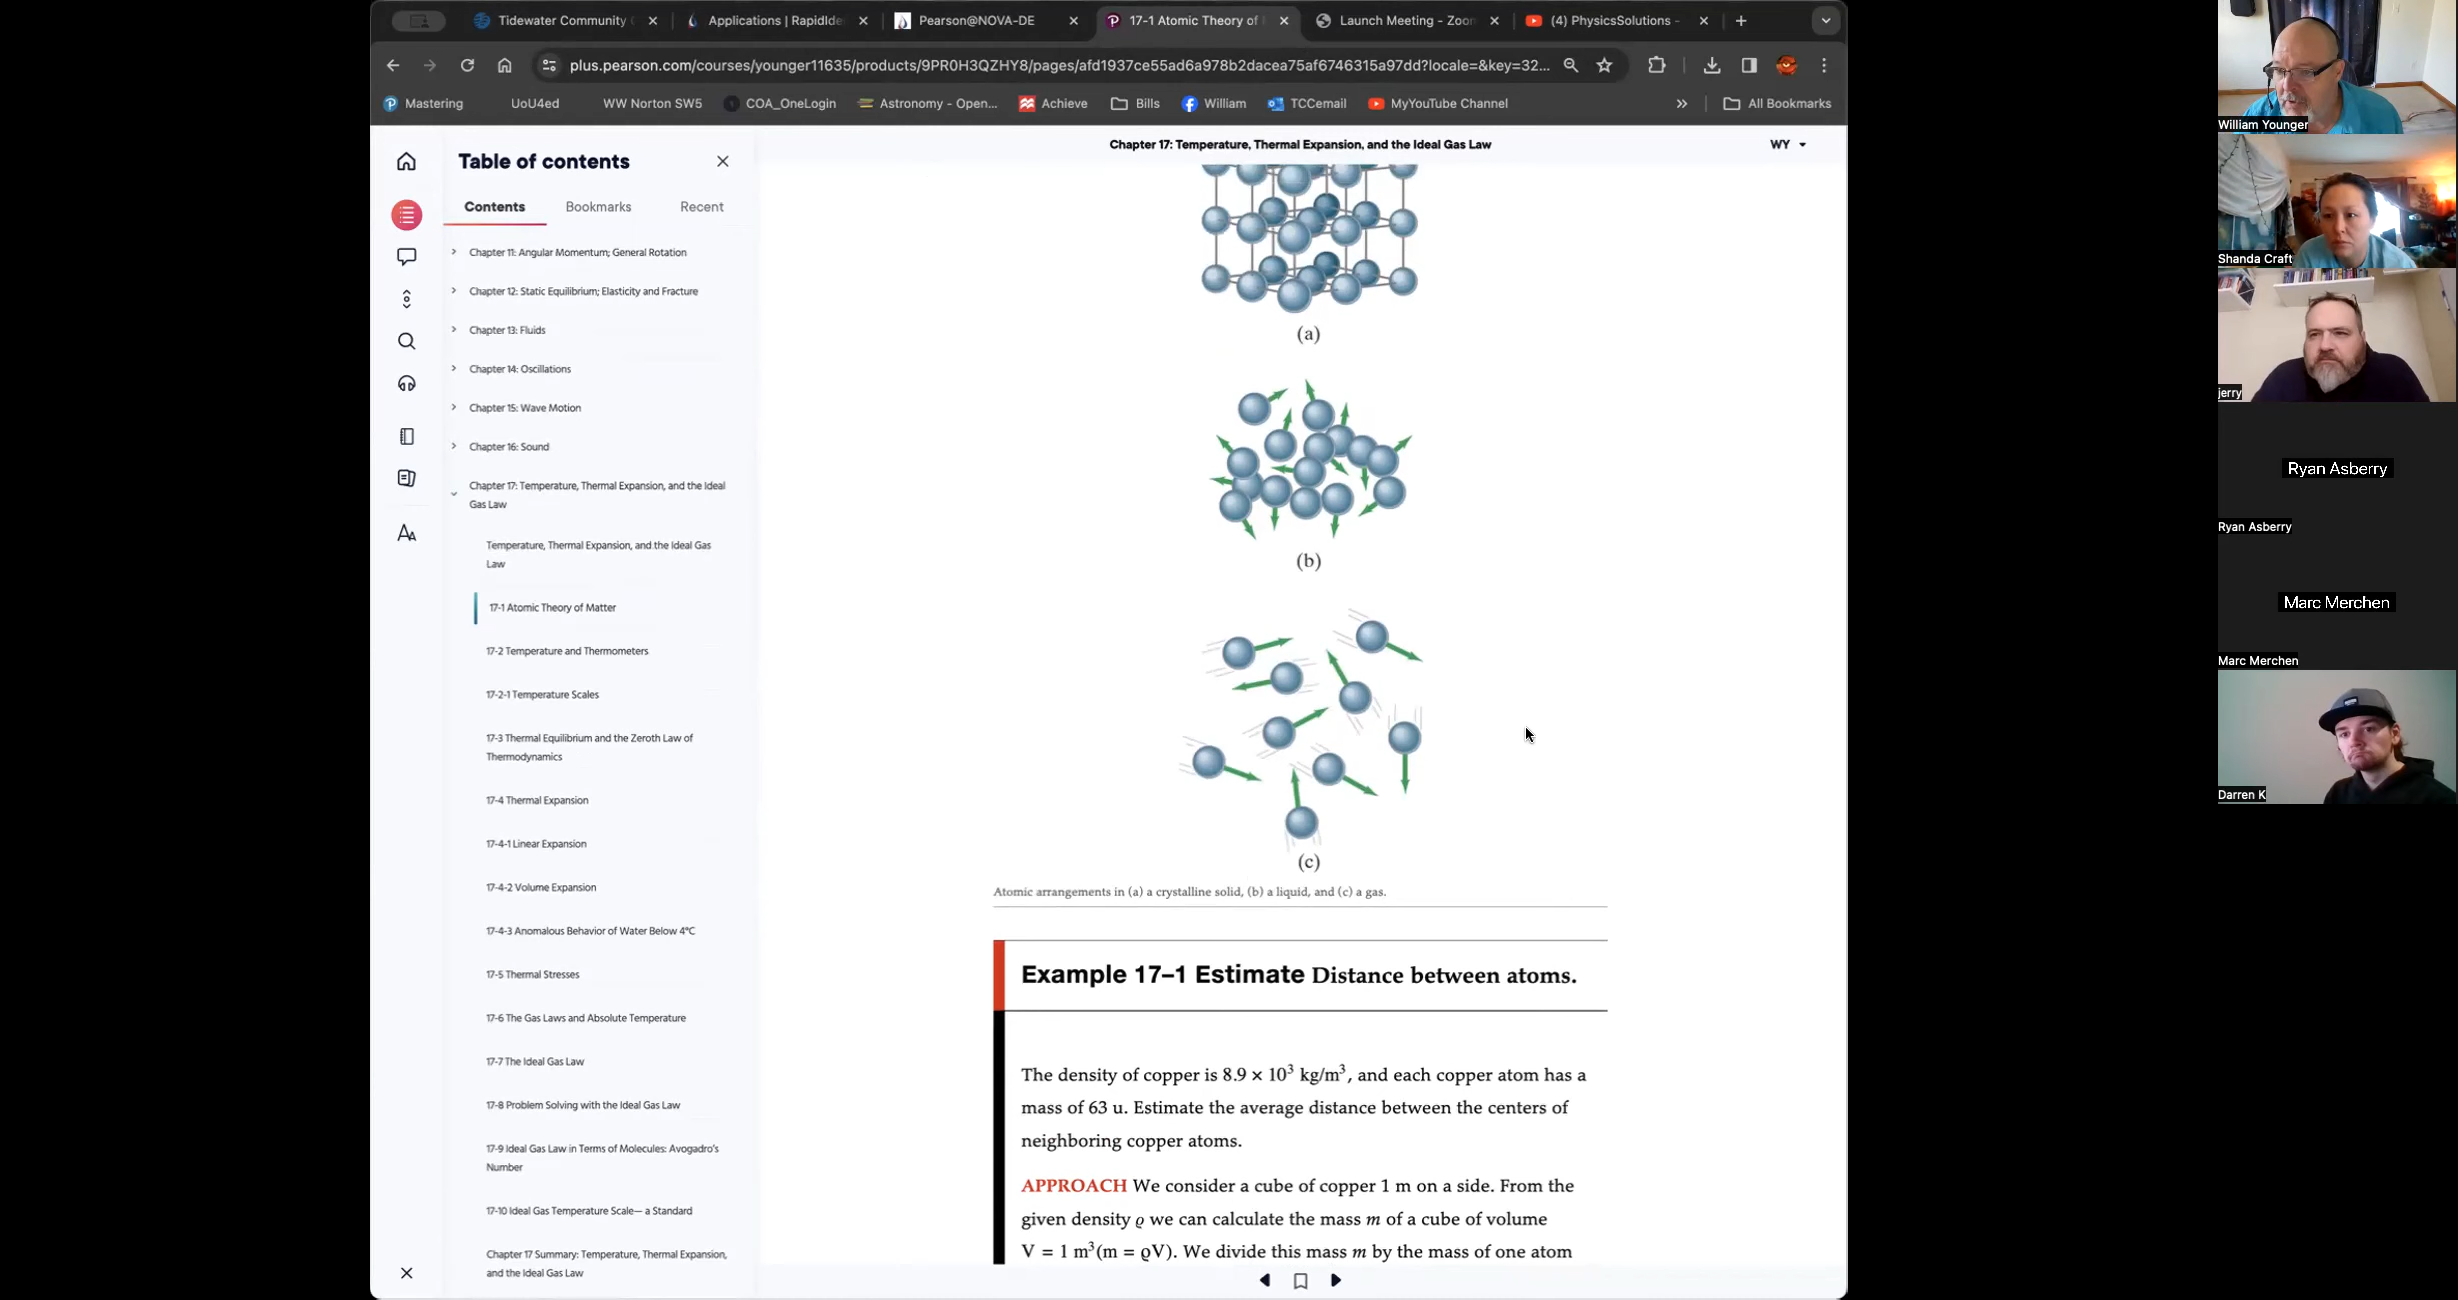 Tidewater Community
Applications | RapidIde
Pearson@NOVA-DE
17-1 Atomic Theory of
Launch Meeting - Zoom
(4) PhysicsSolutions -
plus.pearson.com/courses/younger11635/products/9PR0H3QZHY8/pages/afd1937ce55ad6a978b2dacea75af6746315a97dd?locale=&key=32...
Mastering
UoU4ed
WW Norton SW5
COA_OneLogin
Astronomy - Open...
Achieve
Bills
William
TCCemail
MyYouTube Channel
»
All Bookmarks
Table of contents
Contents
Bookmarks
Recent
Chapter 11: Angular Momentum; General Rotation
Chapter 12: Static Equilibrium; Elasticity and Fracture
Chapter 13: Fluids
Chapter 14: Oscillations
Chapter 15: Wave Motion
Chapter 16: Sound
Chapter 17: Temperature, Thermal Expansion, and the Ideal
Gas Law
Temperature, Thermal Expansion, and the Ideal Gas
Law
17-1 Atomic Theory of Matter
17-2 Temperature and Thermometers
17-2-1 Temperature Scales
17-3 Thermal Equilibrium and the Zeroth Law of
Thermodynamics
17-4 Thermal Expansion
17-4-1 Linear Expansion
17-4-2 Volume Expansion
17-4-3 Anomalous Behavior of Water Below 4°C
17-5 Thermal Stresses
17-6 The Gas Laws and Absolute Temperature
17-7 The Ideal Gas Law
17-8 Problem Solving with the Ideal Gas Law
17-9 Ideal Gas Law in Terms of Molecules: Avogadro's
Number
17-10 Ideal Gas Temperature Scale— a Standard
Chapter 17 Summary: Temperature, Thermal Expansion,
and the Ideal Gas Law
Chapter 17: Temperature, Thermal Expansion, and the Ideal Gas Law
WY
(a)
(b)
(c)
Atomic arrangements in (a) a crystalline solid, (b) a liquid, and (c) a gas.
Example 17–1 Estimate Distance between atoms.
The density of copper is 8.9 × 10³ kg/m³, and each copper atom has a
mass of 63 u. Estimate the average distance between the centers of
neighboring copper atoms.
APPROACH We consider a cube of copper 1 m on a side. From the
given density ϱ we can calculate the mass m of a cube of volume
V = 1 m³(m = ϱV). We divide this mass m by the mass of one atom
William Younger
Shanda Craft
jerry
Ryan Asberry
Ryan Asberry
Marc Merchen
Marc Merchen
Darren K